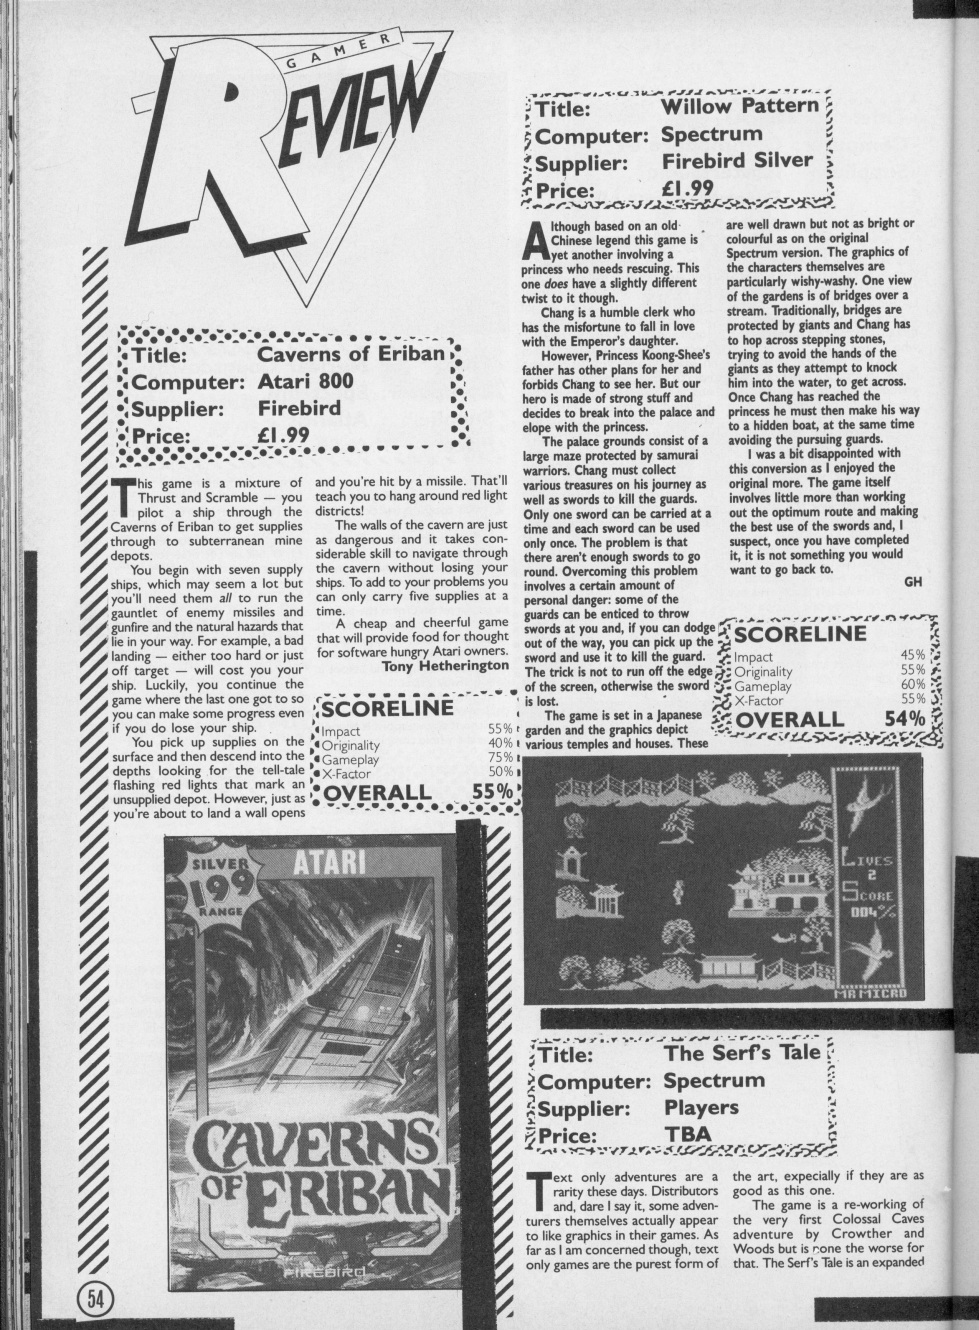 GAMER
REVIEW
Title: Caverns of Eriban
Computer: Atari 800
Supplier: Firebird
Price: £1.99
This game is a mixture of
Thrust and Scramble — you
pilot a ship through the
Caverns of Eriban to get supplies
through to subterranean mine
depots.
You begin with seven supply
ships, which may seem a lot but
you'll need them all to run the
gauntlet of enemy missiles and
gunfire and the natural hazards that
lie in your way. For example, a bad
landing — either too hard or just
off target — will cost you your
ship. Luckily, you continue the
game where the last one got to so
you can make some progress even
if you do lose your ship.
You pick up supplies on the
surface and then descend into the
depths looking for the tell-tale
flashing red lights that mark an
unsupplied depot. However, just as
you're about to land a wall opens
and you're hit by a missile. That'll
teach you to hang around red light
districts!
The walls of the cavern are just
as dangerous and it takes con-
siderable skill to navigate through
the cavern without losing your
ships. To add to your problems you
can only carry five supplies at a
time.
A cheap and cheerful game
that will provide food for thought
for software hungry Atari owners.
Tony Hetherington
SCORELINE
Impact 55%
Originality 40%
Gameplay 75%
X-Factor 50%
OVERALL 55%
SILVER
199
RANGE
ATARI
CAVERNS
OF ERIBAN
FIREBIRD
54
Title: Willow Pattern
Computer: Spectrum
Supplier: Firebird Silver
Price: £1.99
Although based on an old
Chinese legend this game is
yet another involving a
princess who needs rescuing. This
one does have a slightly different
twist to it though.
Chang is a humble clerk who
has the misfortune to fall in love
with the Emperor's daughter.
However, Princess Koong-Shee's
father has other plans for her and
forbids Chang to see her. But our
hero is made of strong stuff and
decides to break into the palace and
elope with the princess.
The palace grounds consist of a
large maze protected by samurai
warriors. Chang must collect
various treasures on his journey as
well as swords to kill the guards.
Only one sword can be carried at a
time and each sword can be used
only once. The problem is that
there aren't enough swords to go
round. Overcoming this problem
involves a certain amount of
personal danger: some of the
guards can be enticed to throw
swords at you and, if you can dodge
out of the way, you can pick up the
sword and use it to kill the guard.
The trick is not to run off the edge
of the screen, otherwise the sword
is lost.
The game is set in a Japanese
garden and the graphics depict
various temples and houses. These
are well drawn but not as bright or
colourful as on the original
Spectrum version. The graphics of
the characters themselves are
particularly wishy-washy. One view
of the gardens is of bridges over a
stream. Traditionally, bridges are
protected by giants and Chang has
to hop across stepping stones,
trying to avoid the hands of the
giants as they attempt to knock
him into the water, to get across.
Once Chang has reached the
princess he must then make his way
to a hidden boat, at the same time
avoiding the pursuing guards.
I was a bit disappointed with
this conversion as I enjoyed the
original more. The game itself
involves little more than working
out the optimum route and making
the best use of the swords and, I
suspect, once you have completed
it, it is not something you would
want to go back to.
GH
SCORELINE
Impact 45%
Originality 55%
Gameplay 60%
X-Factor 55%
OVERALL 54%
LIVES
2
SCORE
004%
MR MICRO
Title: The Serf's Tale
Computer: Spectrum
Supplier: Players
Price: TBA
Text only adventures are a
rarity these days. Distributors
and, dare I say it, some adven-
turers themselves actually appear
to like graphics in their games. As
far as I am concerned though, text
only games are the purest form of
the art, expecially if they are as
good as this one.
The game is a re-working of
the very first Colossal Caves
adventure by Crowther and
Woods but is none the worse for
that. The Serf's Tale is an expanded